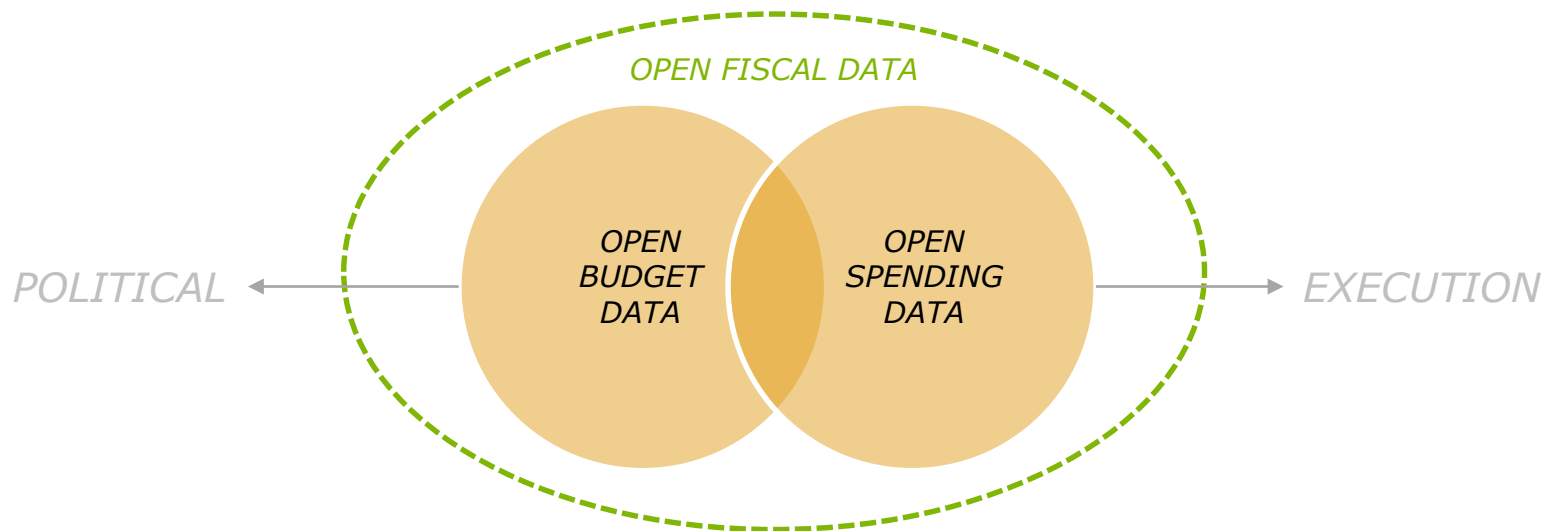 OPEN FISCAL DATA
POLITICAL
OPEN
BUDGET
DATA
OPEN
SPENDING
DATA
EXECUTION